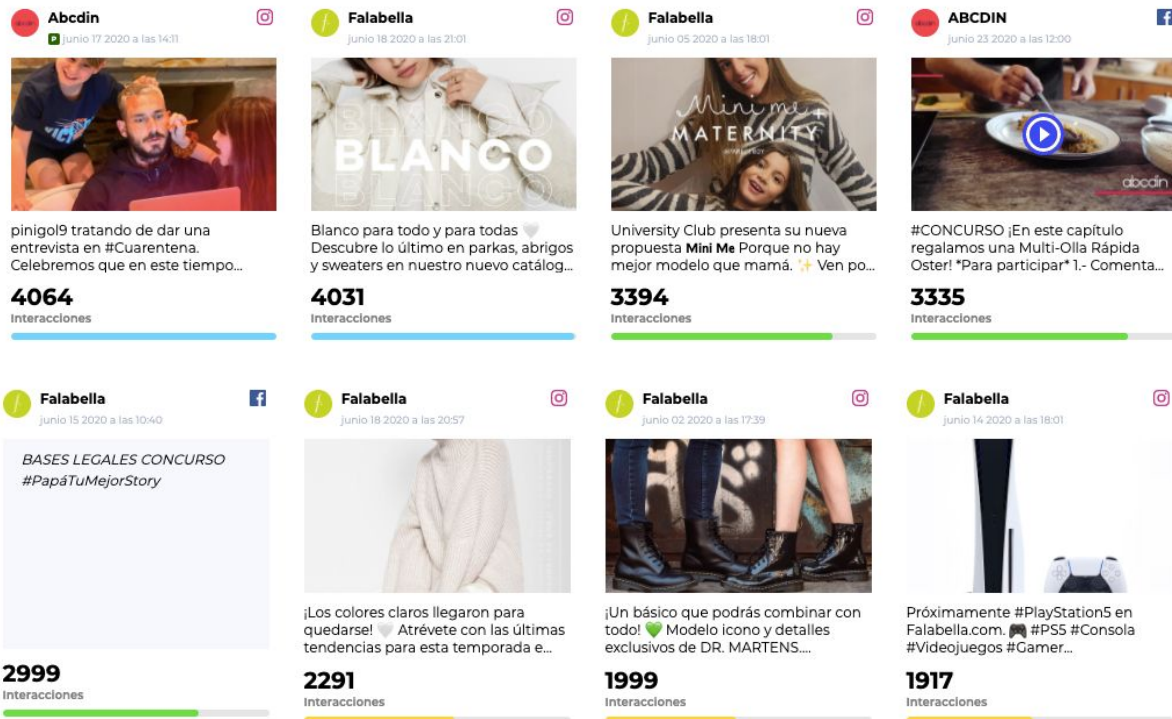 Abcdin
P junio 17 2020 a las 14:11
pinigol9 tratando de dar una
entrevista en #Cuarentena.
Celebremos que en este tiempo...
4064
Interacciones
Falabella
junio 18 2020 a las 21:01
BLANCO
BLANCO
BLANCO
Blanco para todo y para todas 🤍
Descubre lo último en parkas, abrigos
y sweaters en nuestro nuevo catálog...
4031
Interacciones
Falabella
junio 05 2020 a las 18:01
Mini me +
MATERNITY
University Club presenta su nueva
propuesta Mini Me Porque no hay
mejor modelo que mamá. ✨ Ven po...
3394
Interacciones
ABCDIN
junio 23 2020 a las 12:00
abcdin
#CONCURSO ¡En este capítulo
regalamos una Multi-Olla Rápida
Oster! *Para participar* 1.- Comenta...
3335
Interacciones
Falabella
junio 15 2020 a las 10:40
BASES LEGALES CONCURSO
#PapáTuMejorStory
2999
Interacciones
Falabella
junio 18 2020 a las 20:57
¡Los colores claros llegaron para
quedarse! 🤍 Atrévete con las últimas
tendencias para esta temporada e...
2291
Interacciones
Falabella
junio 02 2020 a las 17:39
¡Un básico que podrás combinar con
todo! 💚 Modelo icono y detalles
exclusivos de DR. MARTENS....
1999
Interacciones
Falabella
junio 14 2020 a las 18:01
Próximamente #PlayStation5 en
Falabella.com. 🎮 #PS5 #Consola
#Videojuegos #Gamer...
1917
Interacciones